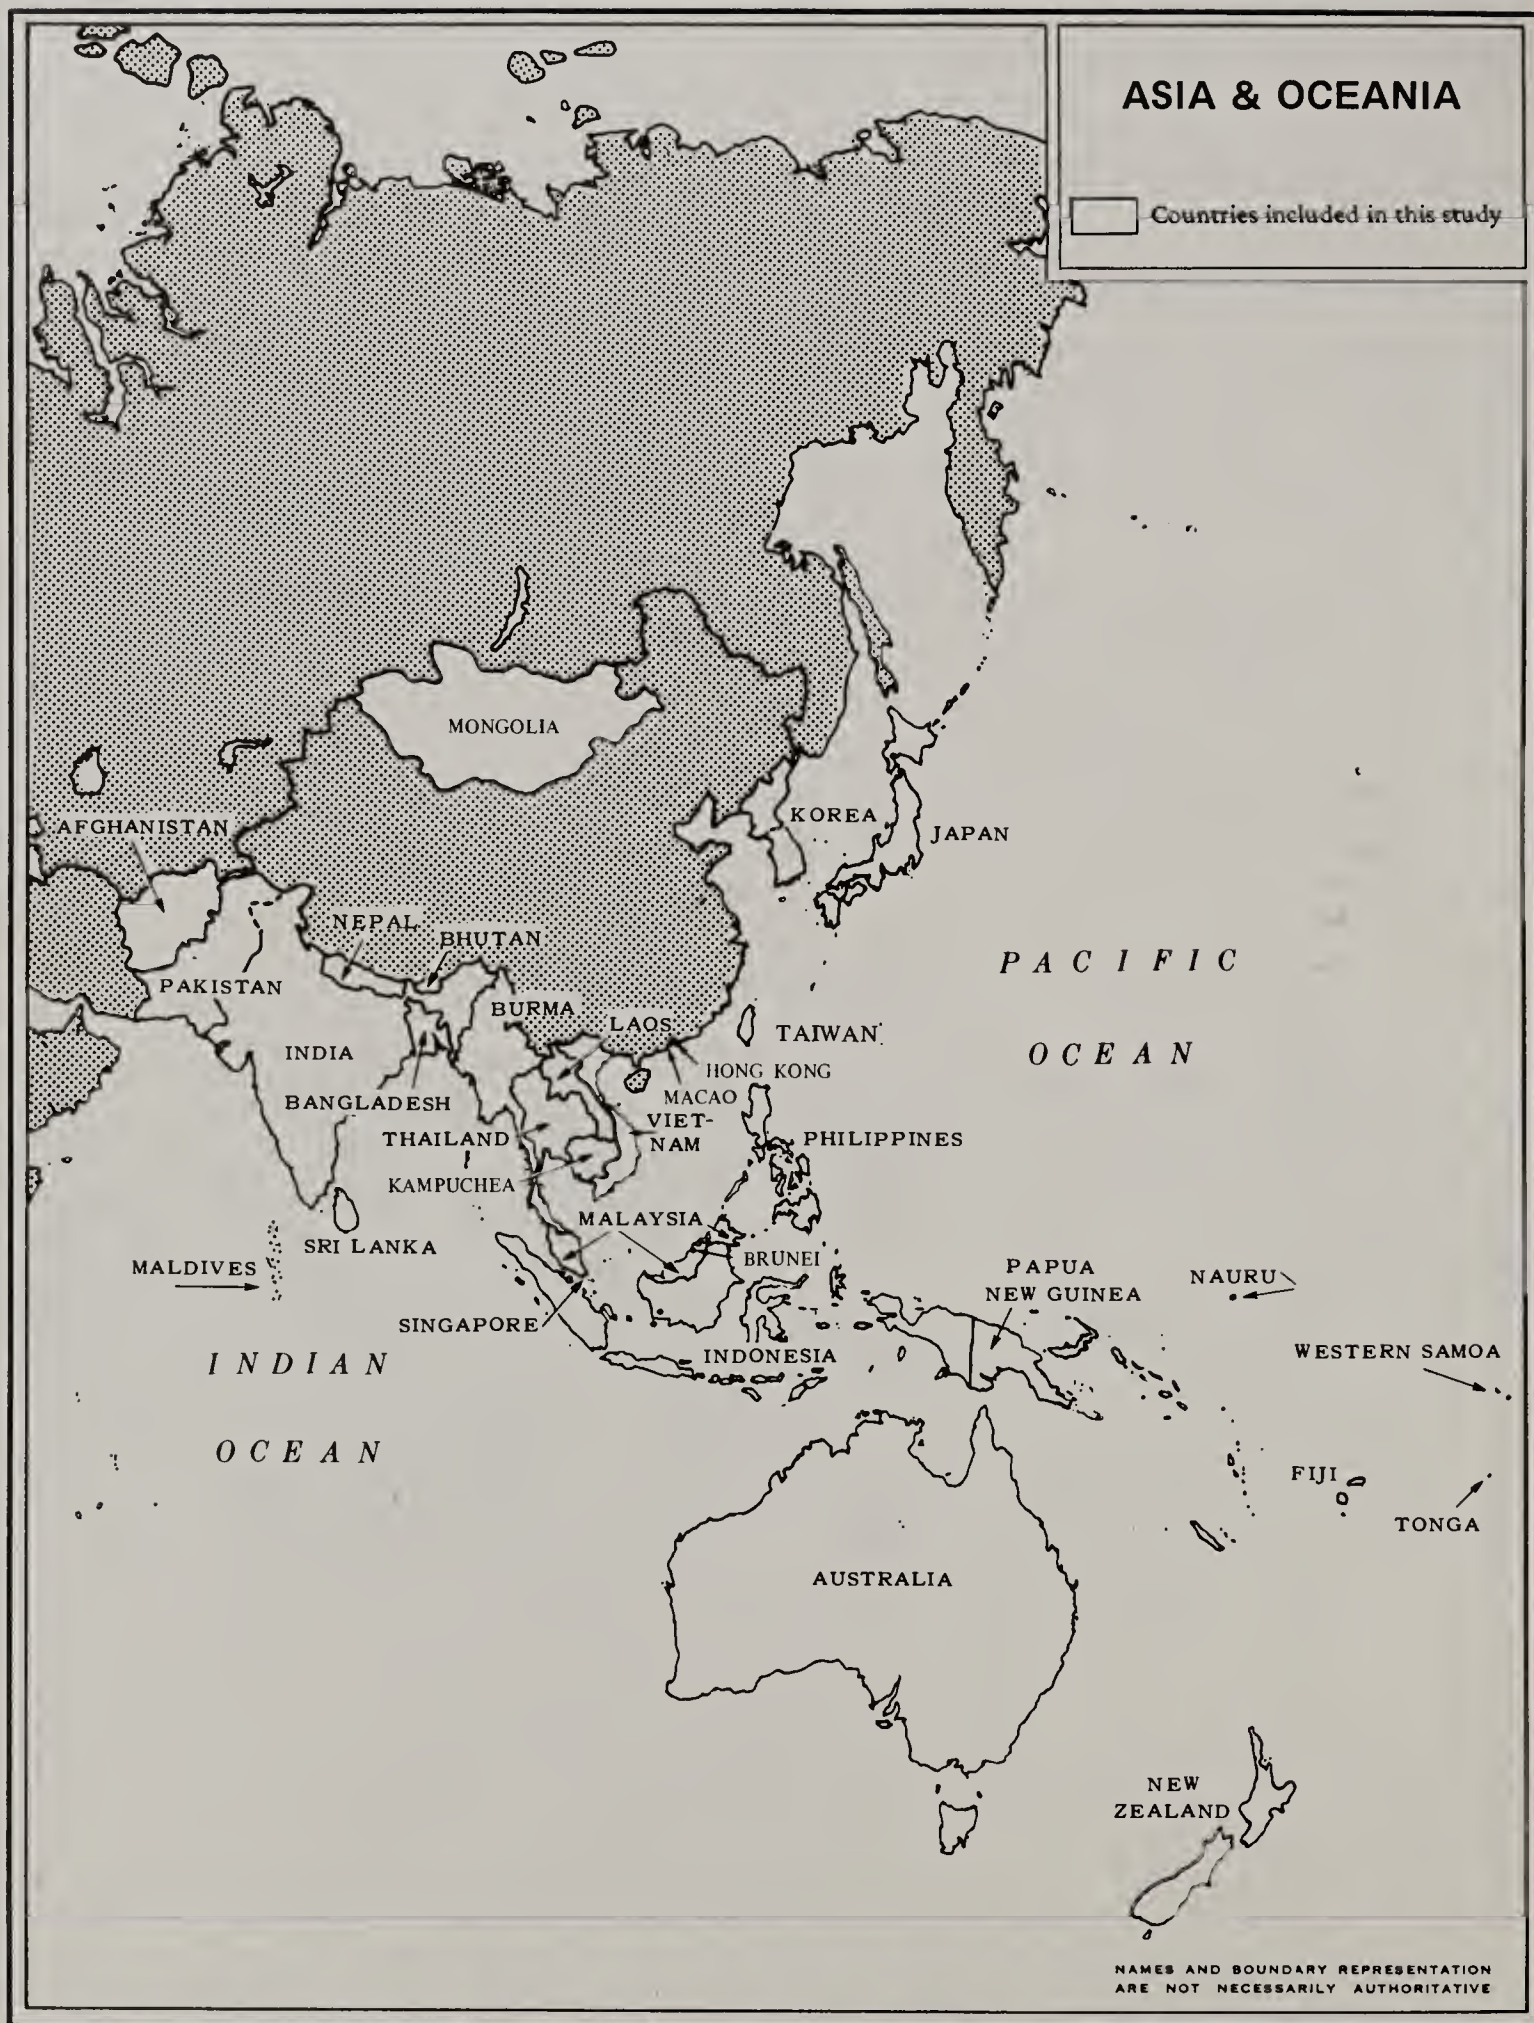 ASIA & OCEANIA
Countries included in this study
MONGOLIA
AFGHANISTAN
KOREA
JAPAN
NEPAL
BHUTAN
PACIFIC
PAKISTAN
BURMA
LAOS
TAIWAN
OCEAN
INDIA
HONG KONG
MACAO
BANGLADESH
VIET-
NAM
THAILAND
PHILIPPINES
KAMPUCHEA
MALAYSIA
SRI LANKA
BRUNEI
MALDIVES
PAPUA
NEW GUINEA
NAURU
SINGAPORE
INDONESIA
WESTERN SAMOA
INDIAN
OCEAN
FIJI
TONGA
AUSTRALIA
NEW
ZEALAND
NAMES AND BOUNDARY REPRESENTATION
ARE NOT NECESSARILY AUTHORITATIVE